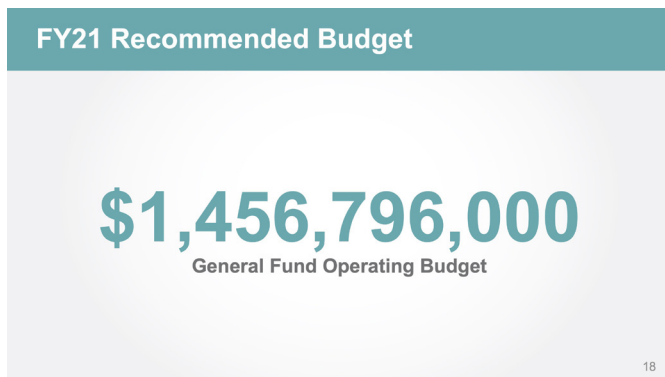 FY21 Recommended Budget
$1,456,796,000
General Fund Operating Budget
18